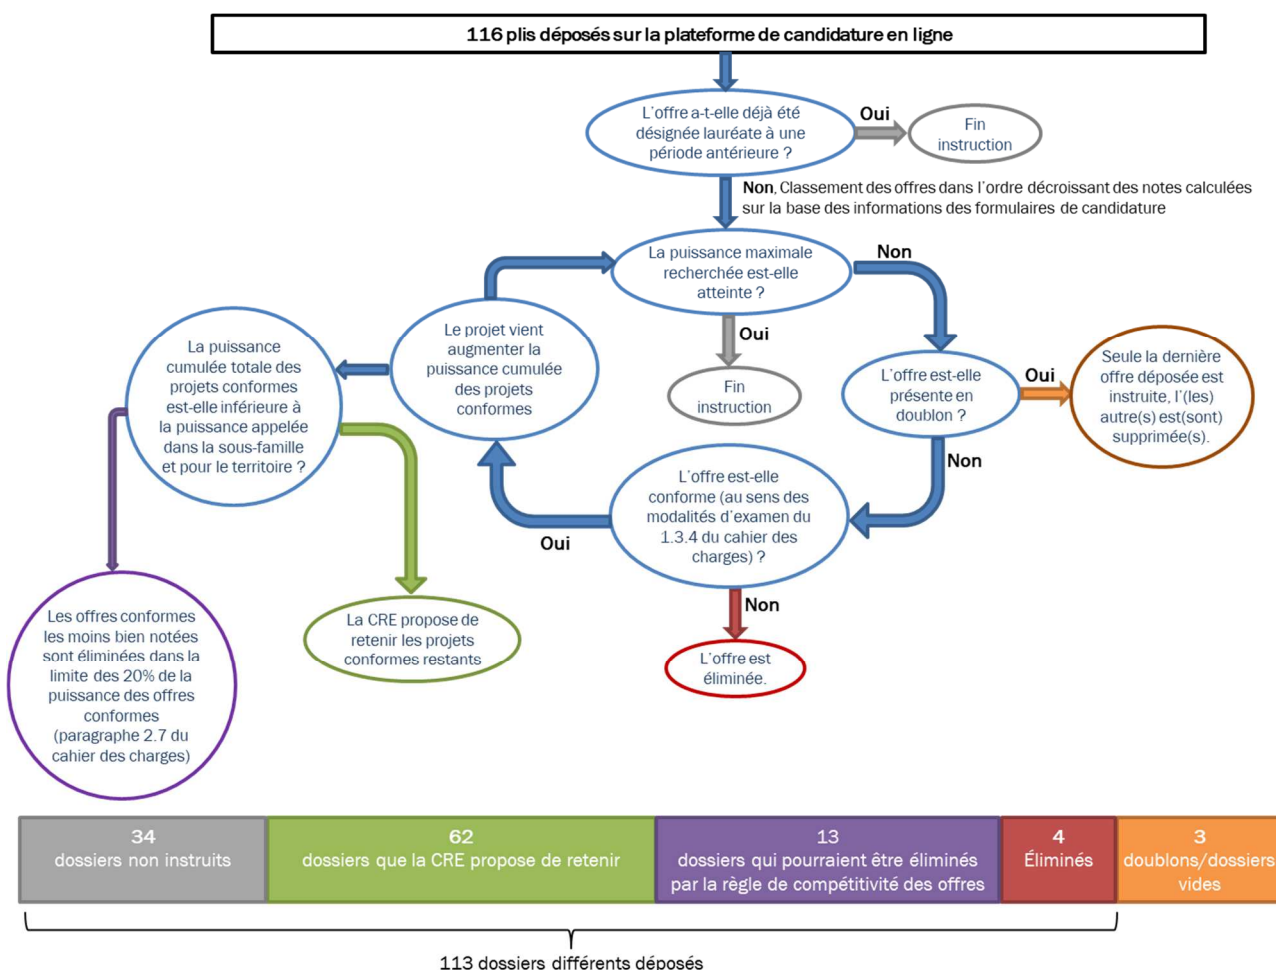 116 plis déposés sur la plateforme de candidature en ligne
L'offre a-t-elle déjà été
désignée lauréate à une
période antérieure ?
Oui
Fin
instruction
Non, Classement des offres dans l'ordre décroissant des notes calculées
sur la base des informations des formulaires de candidature
La puissance maximale
recherchée est-elle
atteinte ?
Non
Oui
Fin
instruction
Le projet vient
augmenter la
puissance cumulée
des projets
conformes
La puissance
cumulée totale des
projets conformes
est-elle inférieure à
la puissance appelée
dans la sous-famille
et pour le territoire ?
L'offre est-elle
présente en
doublon ?
Oui
Seule la dernière
offre déposée est
instruite, l'(les)
autre(s) est(sont)
supprimée(s).
Non
L'offre est-elle
conforme (au sens des
modalités d'examen du
1.3.4 du cahier des
charges) ?
Oui
Non
L'offre est
éliminée.
La CRE propose de
retenir les projets
conformes restants
Les offres conformes
les moins bien notées
sont éliminées dans la
limite des 20% de la
puissance des offres
conformes
(paragraphe 2.7 du
cahier des charges)
34
dossiers non instruits
62
dossiers que la CRE propose de retenir
13
dossiers qui pourraient être éliminés
par la règle de compétitivité des offres
4
Éliminés
3
doublons/dossiers
vides
113 dossiers différents déposés